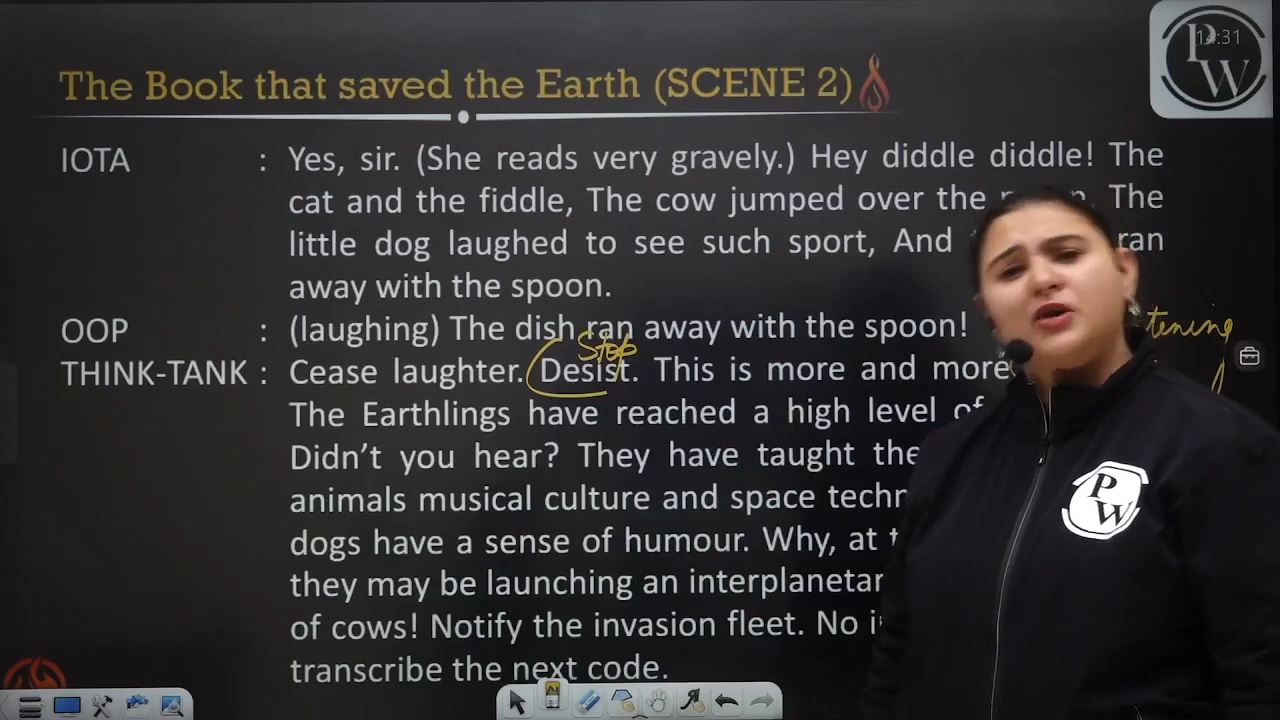 14:31
P
W
The Book that saved the Earth (SCENE 2)
IOTA : Yes, sir. (She reads very gravely.) Hey diddle diddle! The
cat and the fiddle, The cow jumped over the The
little dog laughed to see such sport, And ran
away with the spoon.
OOP : (laughing) The dish ran away with the spoon!
tening
Stop
THINK-TANK : Cease laughter. Desist. This is more and more
The Earthlings have reached a high level of
Didn’t you hear? They have taught the
animals musical culture and space techn
dogs have a sense of humour. Why, at
they may be launching an interplanetar
of cows! Notify the invasion fleet. No
transcribe the next code.
P
W